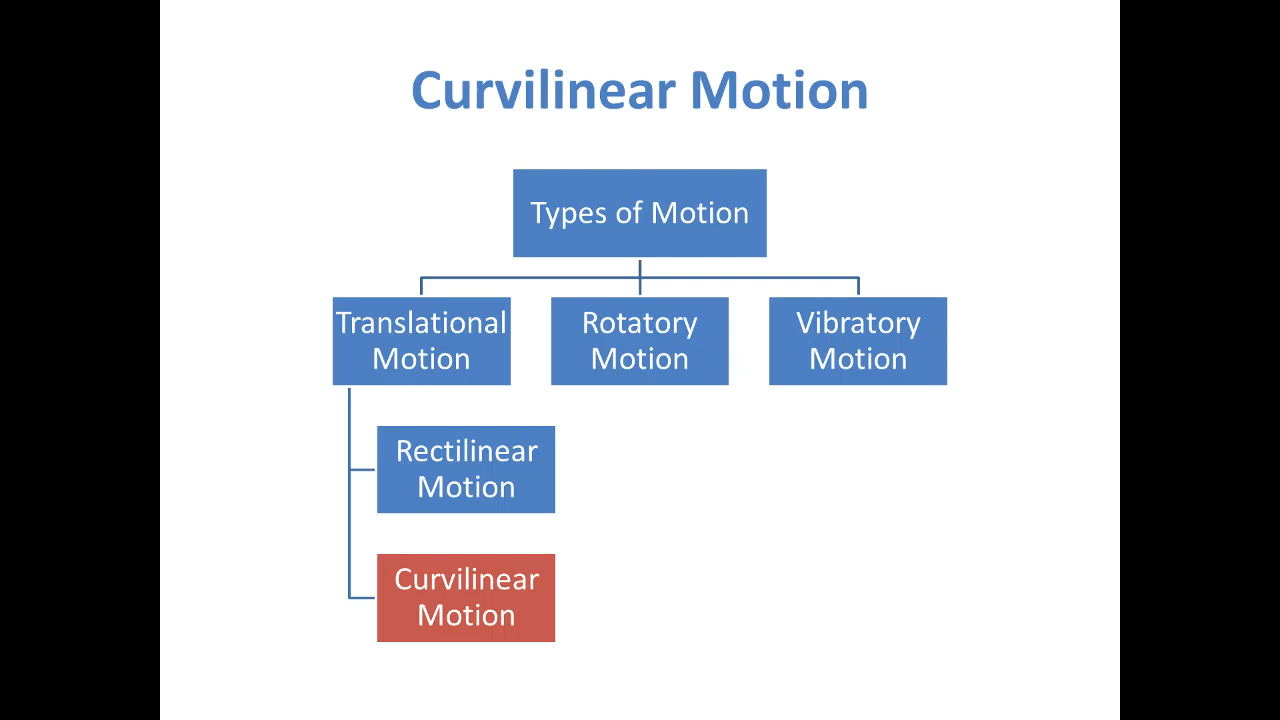 Curvilinear Motion
Types of Motion
Translational
Motion
Rotatory
Motion
Vibratory
Motion
Rectilinear
Motion
Curvilinear
Motion